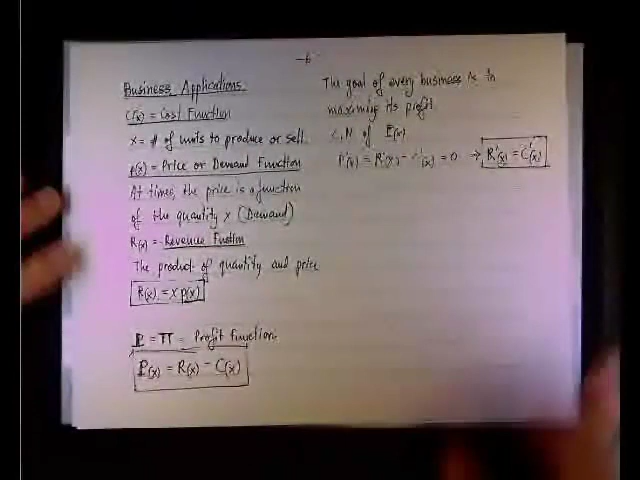 -6
Business Applications
C(x) = Cost Function
x = # of units to produce or sell.
p(x) = Price or Demand Function
At times, the price is a function
of the quantity x (Demand)
R(x) = Revenue Function
The product of quantity and price
R(x) = x p(x)
P = π = Profit Function.
P(x) = R(x) - C(x)
The goal of every business is to
maximize its profit
C.N of P(x)
P'(x) = R'(x) - C'(x) = 0 → R'(x) = C'(x)